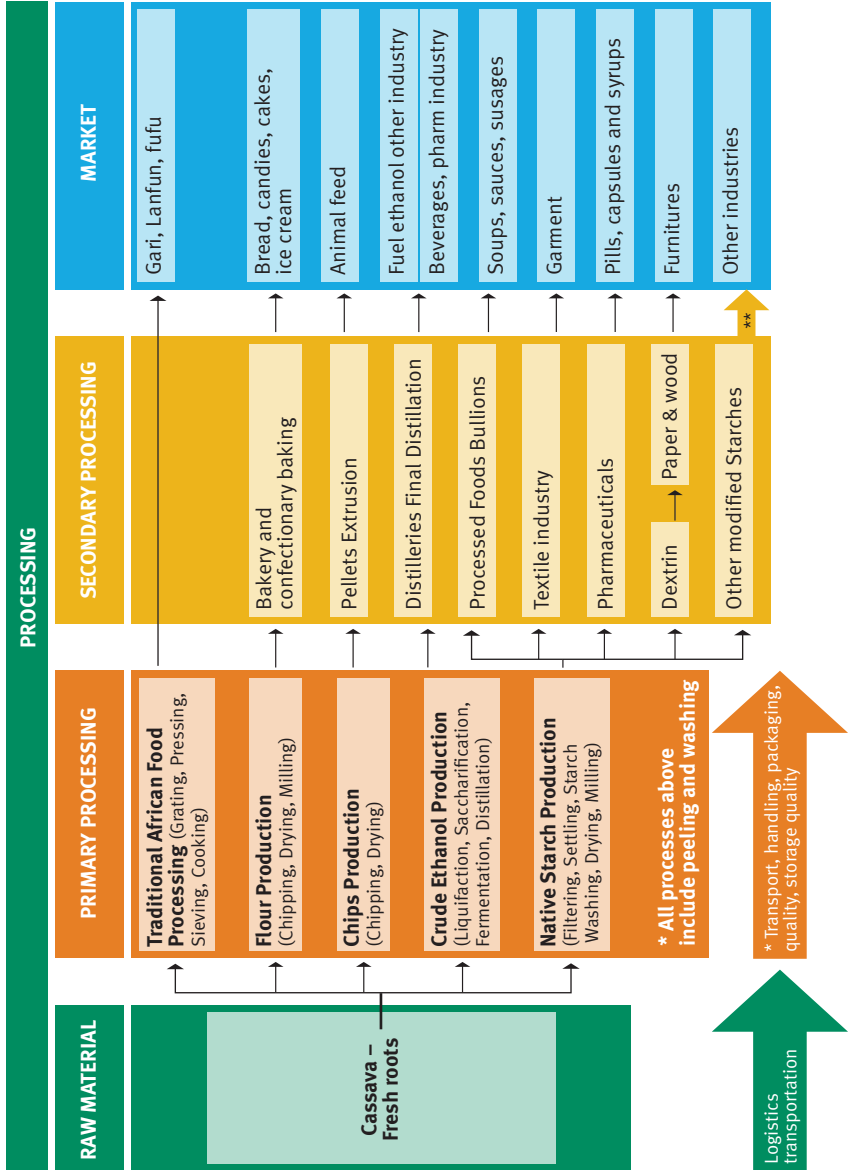 PROCESSING
RAW MATERIAL
PRIMARY PROCESSING
SECONDARY PROCESSING
MARKET
Cassava –
Fresh roots
Traditional African Food
Processing (Grating, Pressing,
Sieving, Cooking)
Flour Production
(Chipping, Drying, Milling)
Chips Production
(Chipping, Drying)
Crude Ethanol Production
(Liquifaction, Saccharification,
Fermentation, Distillation)
Native Starch Production
(Filtering, Settling, Starch
Washing, Drying, Milling)
* All processes above
include peeling and washing
Bakery and
confectionary baking
Pellets Extrusion
Distilleries Final Distillation
Processed Foods Bullions
Textile industry
Pharmaceuticals
Dextrin
Paper & wood
Other modified Starches
**
Gari, Lanfun, fufu
Bread, candies, cakes,
ice cream
Animal feed
Fuel ethanol other industry
Beverages, pharm industry
Soups, sauces, susages
Garment
Pills, capsules and syrups
Furnitures
Other industries
Logistics
transportation
* Transport, handling, packaging,
quality, storage quality